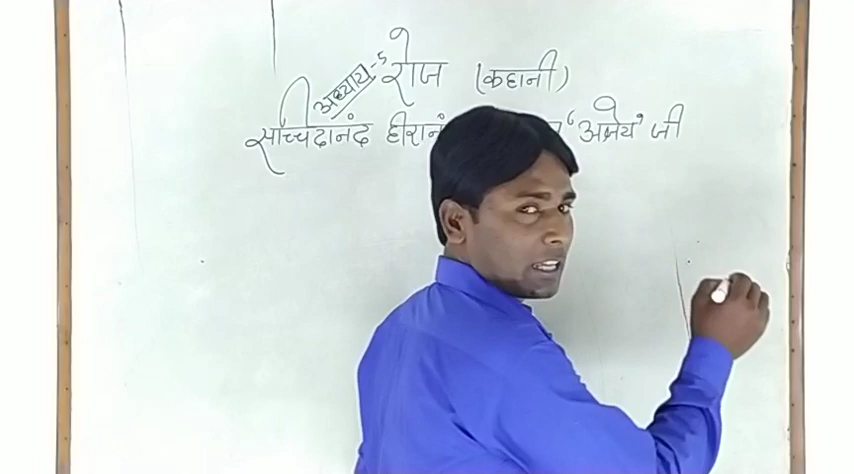 अध्याय-5 रोज (कहानी)
सच्चिदानंद हीरानं 'अज्ञेय' जी